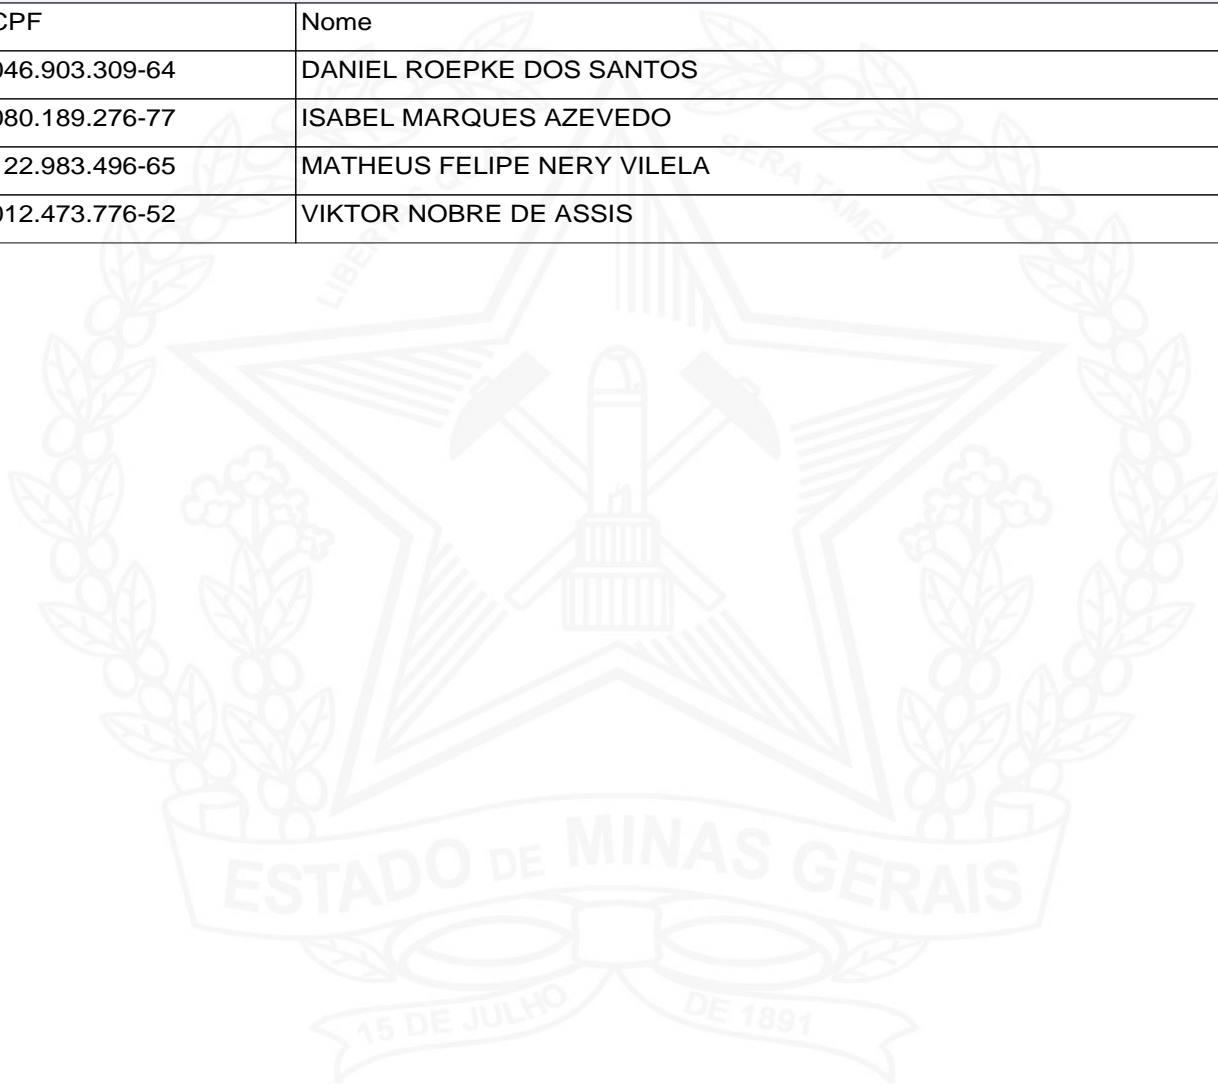 CPF Nome
046.903.309-64 DANIEL ROEPKE DOS SANTOS
080.189.276-77 ISABEL MARQUES AZEVEDO
22.983.496-65 MATHEUS FELIPE NERY VILELA
012.473.776-52 VIKTOR NOBRE DE ASSIS
LIBERTAS QUÆ SERA TAMEN
ESTADO DE MINAS GERAIS
15 DE JULHO DE 1891